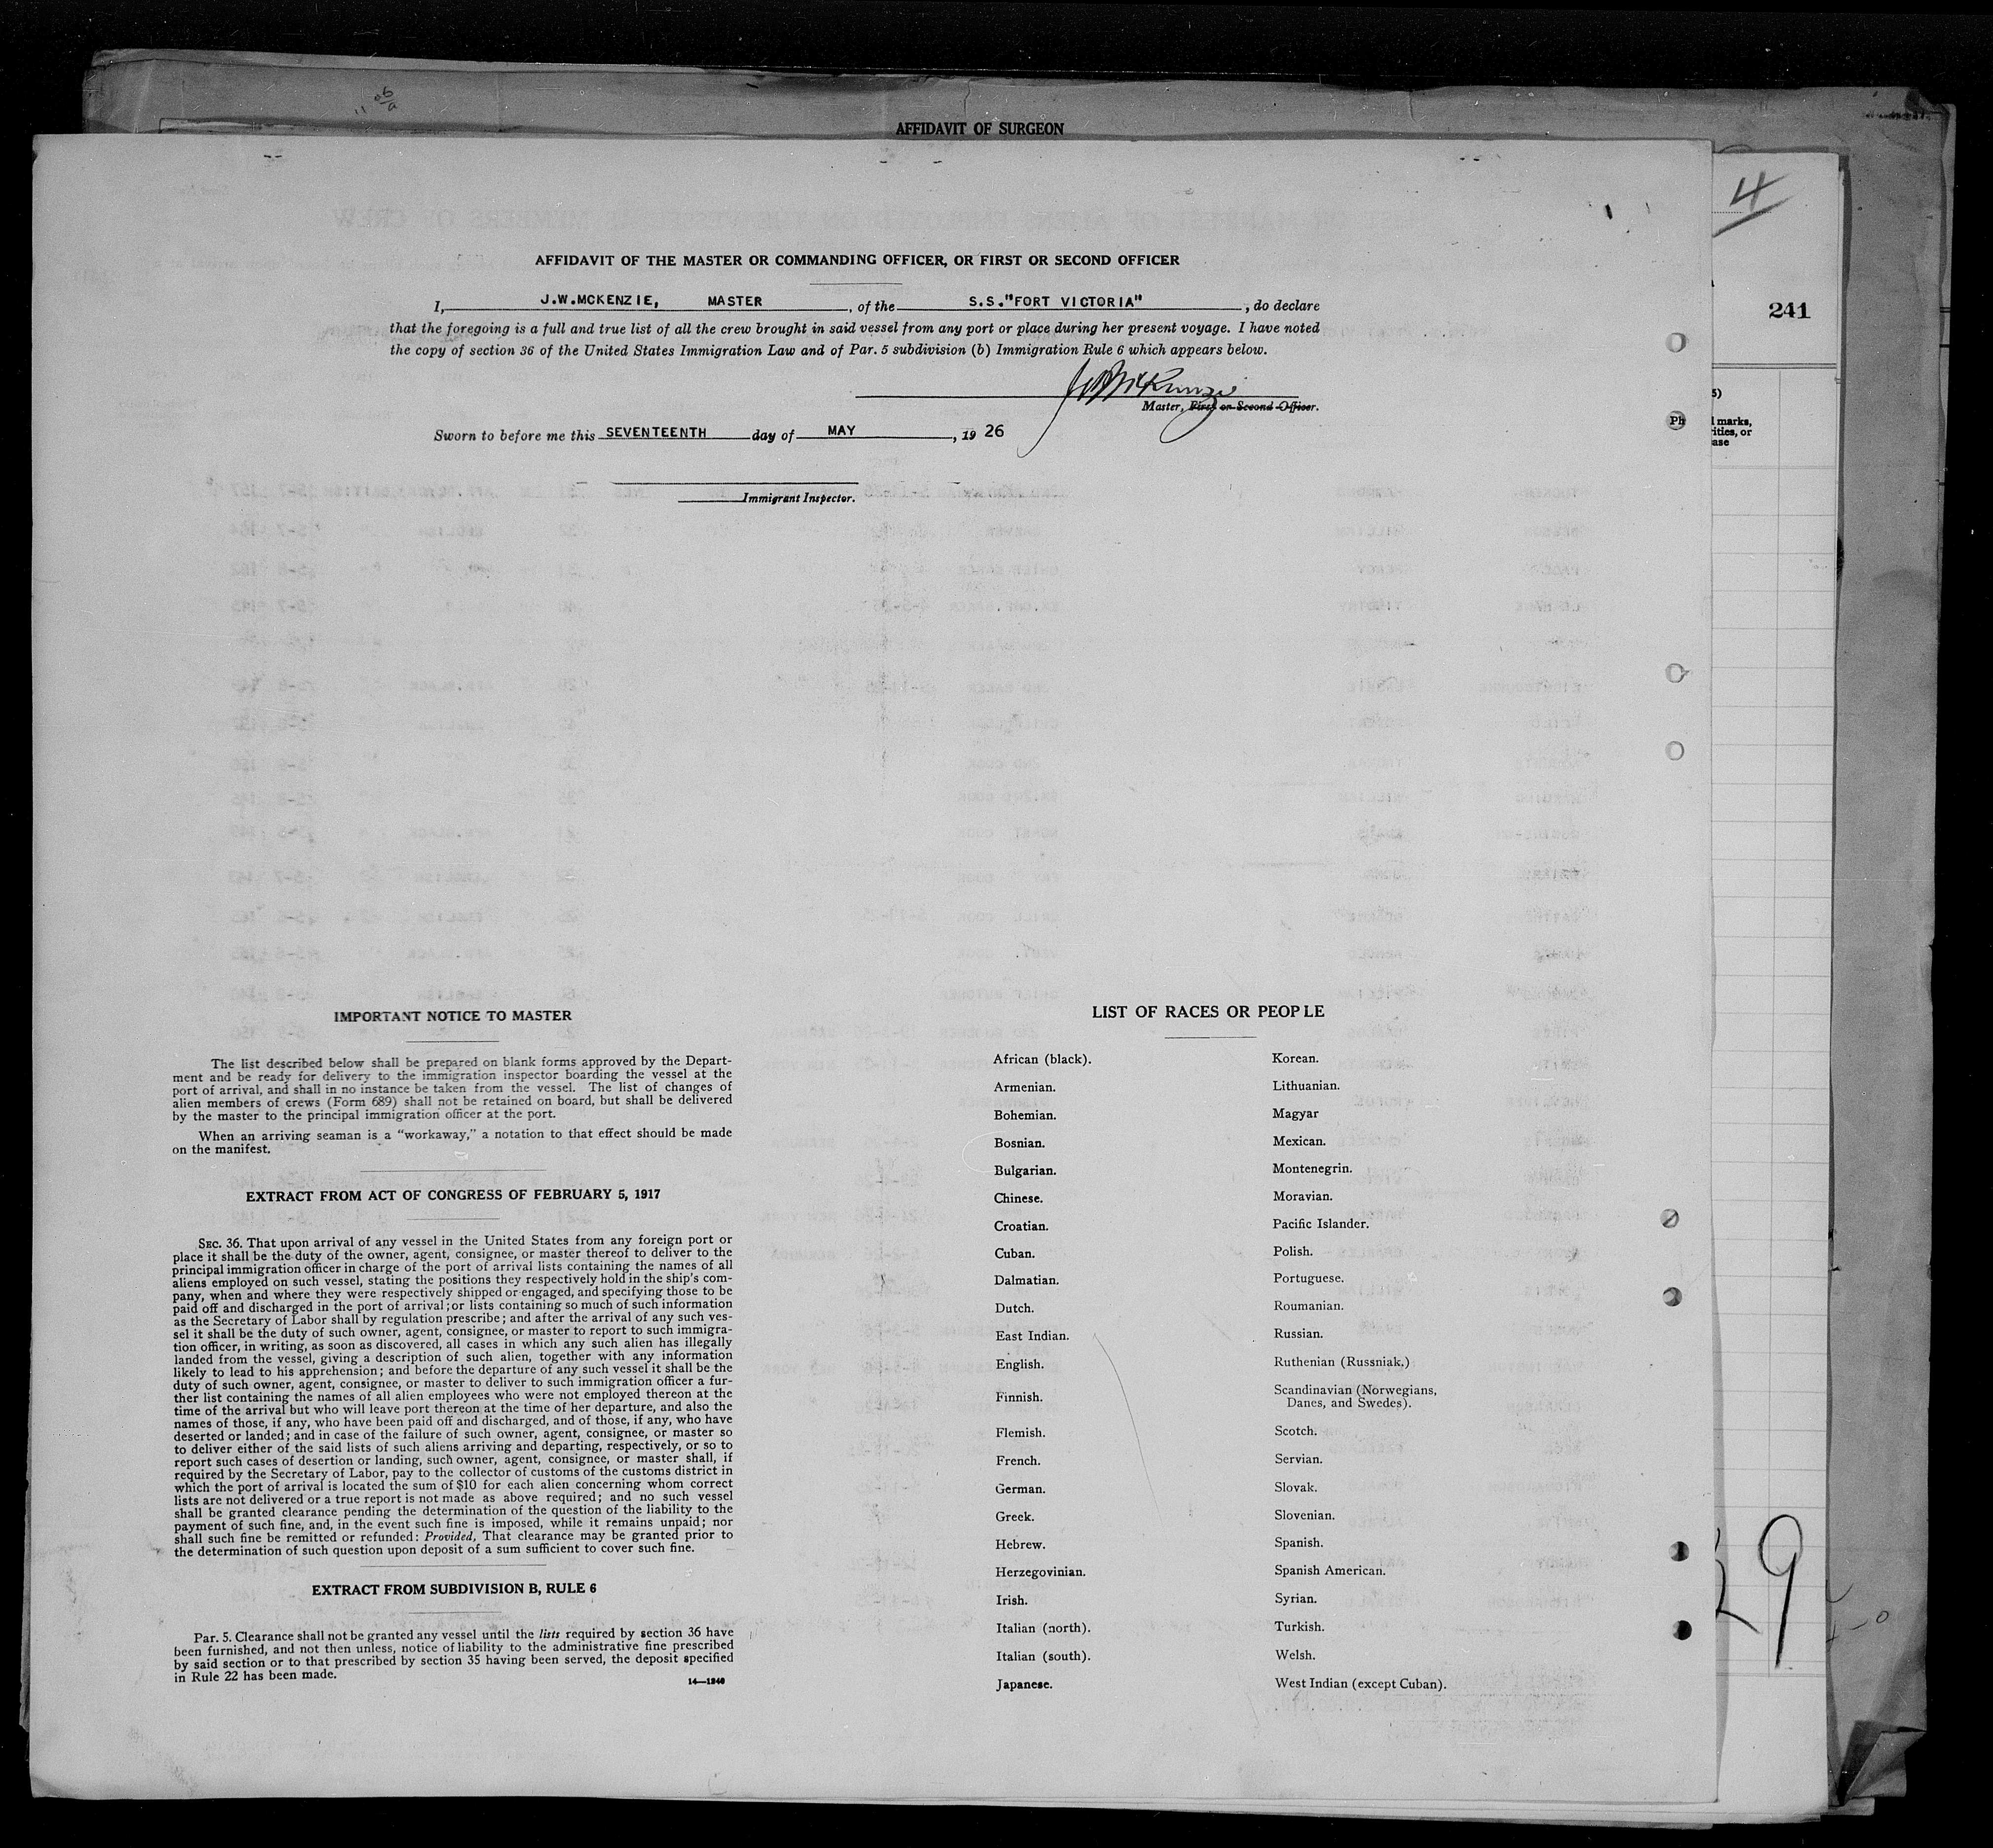 AFFIDAVIT OF SURGEON
4
241
AFFIDAVIT OF THE MASTER OR COMMANDING OFFICER, OR FIRST OR SECOND OFFICER
I, J.W.MCKENZIE, MASTER, of the S.S."FORT VICTORIA", do declare
that the foregoing is a full and true list of all the crew brought in said vessel from any port or place during her present voyage. I have noted
the copy of section 36 of the United States Immigration Law and of Par. 5 subdivision (b) Immigration Rule 6 which appears below.
JWMcKenzie
Master, First or Second Officer.
Sworn to before me this SEVENTEENTH day of MAY, 19 26
Immigrant Inspector.
5)
Ph
l marks,
rities, or
ase
IMPORTANT NOTICE TO MASTER
The list described below shall be prepared on blank forms approved by the Depart-
ment and be ready for delivery to the immigration inspector boarding the vessel at the
port of arrival, and shall in no instance be taken from the vessel. The list of changes of
alien members of crews (Form 689) shall not be retained on board, but shall be delivered
by the master to the principal immigration officer at the port.
When an arriving seaman is a "workaway," a notation to that effect should be made
on the manifest.
EXTRACT FROM ACT OF CONGRESS OF FEBRUARY 5, 1917
SEC. 36. That upon arrival of any vessel in the United States from any foreign port or
place it shall be the duty of the owner, agent, consignee, or master thereof to deliver to the
principal immigration officer in charge of the port of arrival lists containing the names of all
aliens employed on such vessel, stating the positions they respectively hold in the ship's com-
pany, when and where they were respectively shipped or engaged, and specifying those to be
paid off and discharged in the port of arrival; or lists containing so much of such information
as the Secretary of Labor shall by regulation prescribe; and after the arrival of any such ves-
sel it shall be the duty of such owner, agent, consignee, or master to report to such immigra-
tion officer, in writing, as soon as discovered, all cases in which any such alien has illegally
landed from the vessel, giving a description of such alien, together with any information
likely to lead to his apprehension; and before the departure of any such vessel it shall be the
duty of such owner, agent, consignee, or master to deliver to such immigration officer a fur-
ther list containing the names of all alien employees who were not employed thereon at the
time of the arrival but who will leave port thereon at the time of her departure, and also the
names of those, if any, who have been paid off and discharged, and of those, if any, who have
deserted or landed; and in case of the failure of such owner, agent, consignee, or master so
to deliver either of the said lists of such aliens arriving and departing, respectively, or so to
report such cases of desertion or landing, such owner, agent, consignee, or master shall, if
required by the Secretary of Labor, pay to the collector of customs of the customs district in
which the port of arrival is located the sum of $10 for each alien concerning whom correct
lists are not delivered or a true report is not made as above required; and no such vessel
shall be granted clearance pending the determination of the question of the liability to the
payment of such fine, and, in the event such fine is imposed, while it remains unpaid; nor
shall such fine be remitted or refunded: Provided, That clearance may be granted prior to
the determination of such question upon deposit of a sum sufficient to cover such fine.
EXTRACT FROM SUBDIVISION B, RULE 6
Par. 5. Clearance shall not be granted any vessel until the lists required by section 36 have
been furnished, and not then unless, notice of liability to the administrative fine prescribed
by said section or to that prescribed by section 35 having been served, the deposit specified
in Rule 22 has been made.
14—1240
LIST OF RACES OR PEOPLE
African (black).
Armenian.
Bohemian.
Bosnian.
Bulgarian.
Chinese.
Croatian.
Cuban.
Dalmatian.
Dutch.
East Indian.
English.
Finnish.
Flemish.
French.
German.
Greek.
Hebrew.
Herzegovinian.
Irish.
Italian (north).
Italian (south).
Japanese.
Korean.
Lithuanian.
Magyar
Mexican.
Montenegrin.
Moravian.
Pacific Islander.
Polish.
Portuguese.
Roumanian.
Russian.
Ruthenian (Russniak.)
Scandinavian (Norwegians,
Danes, and Swedes).
Scotch.
Servian.
Slovak.
Slovenian.
Spanish.
Spanish American.
Syrian.
Turkish.
Welsh.
West Indian (except Cuban).
9